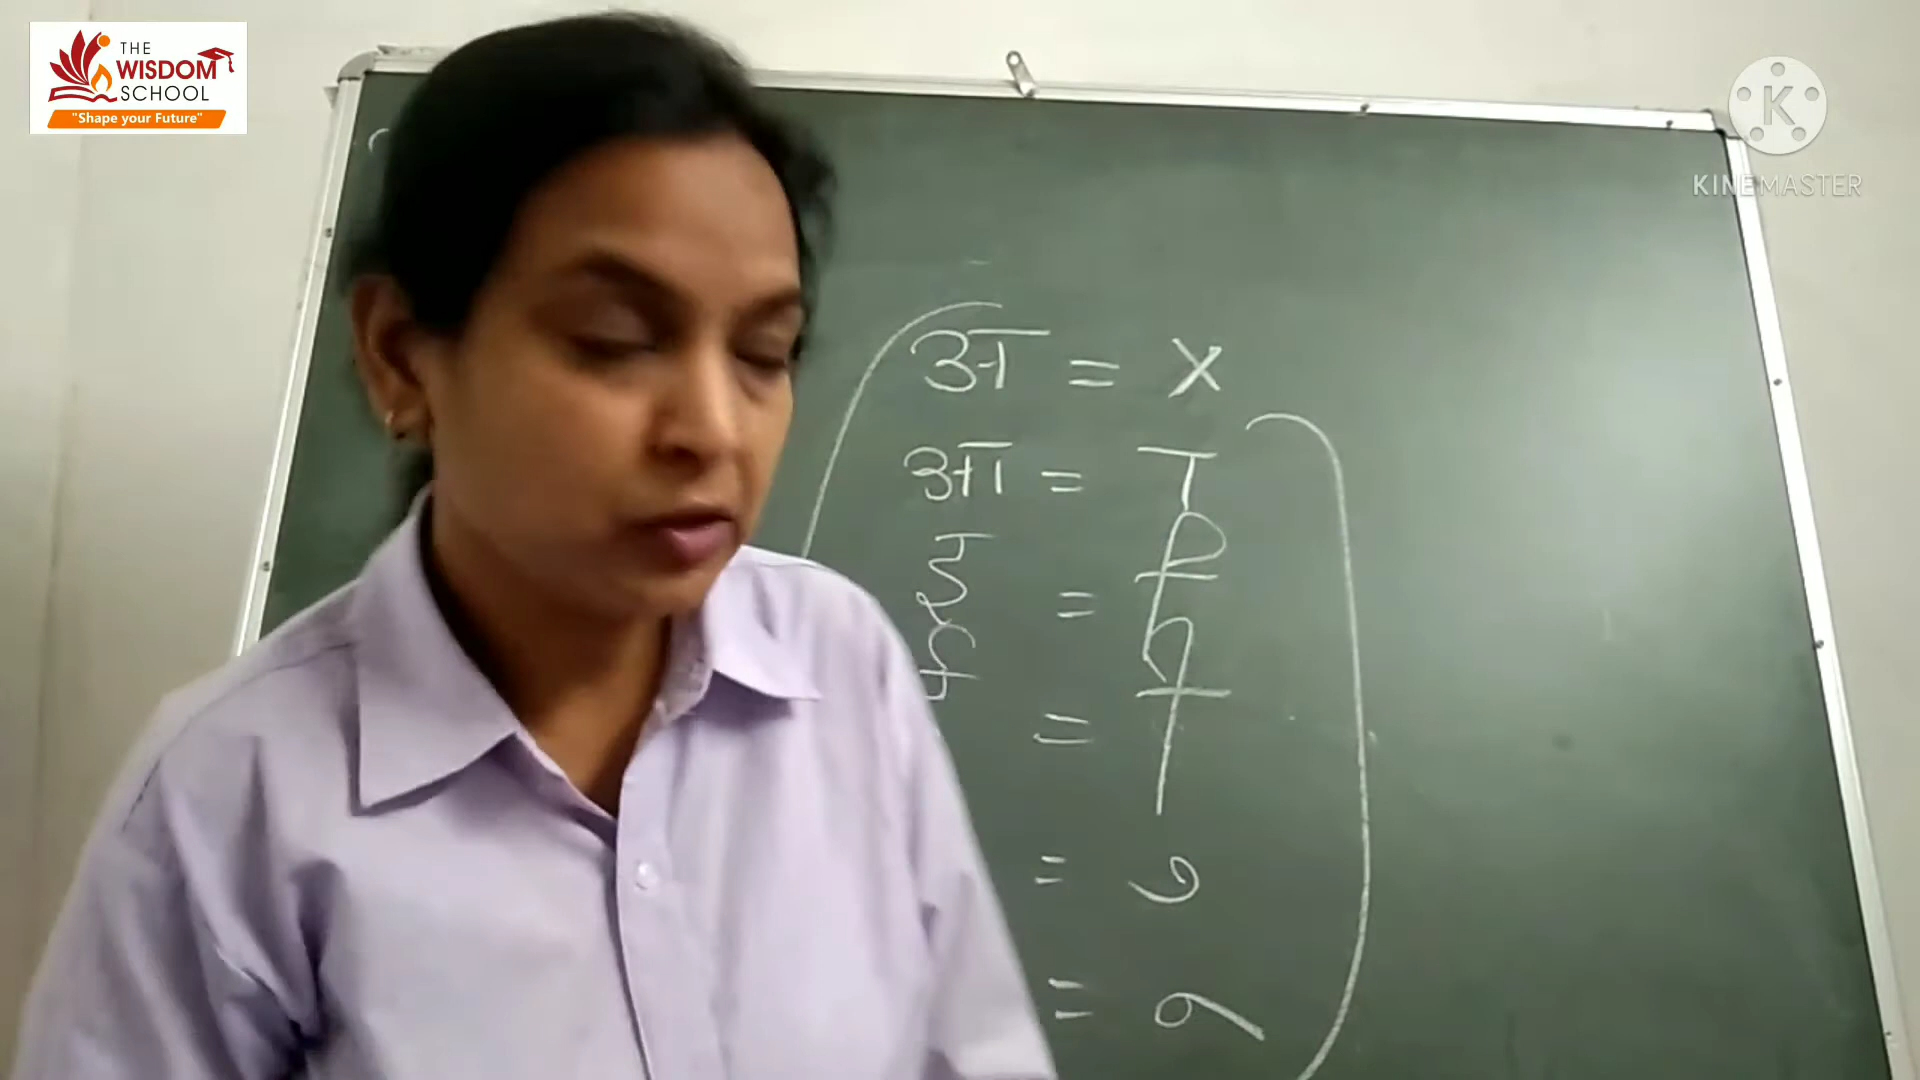 THE
WISDOM
SCHOOL
"Shape your Future"
K
KINEMASTER
अ = x
आ = ा
इ = ि
ई = ी
= ु
= ू